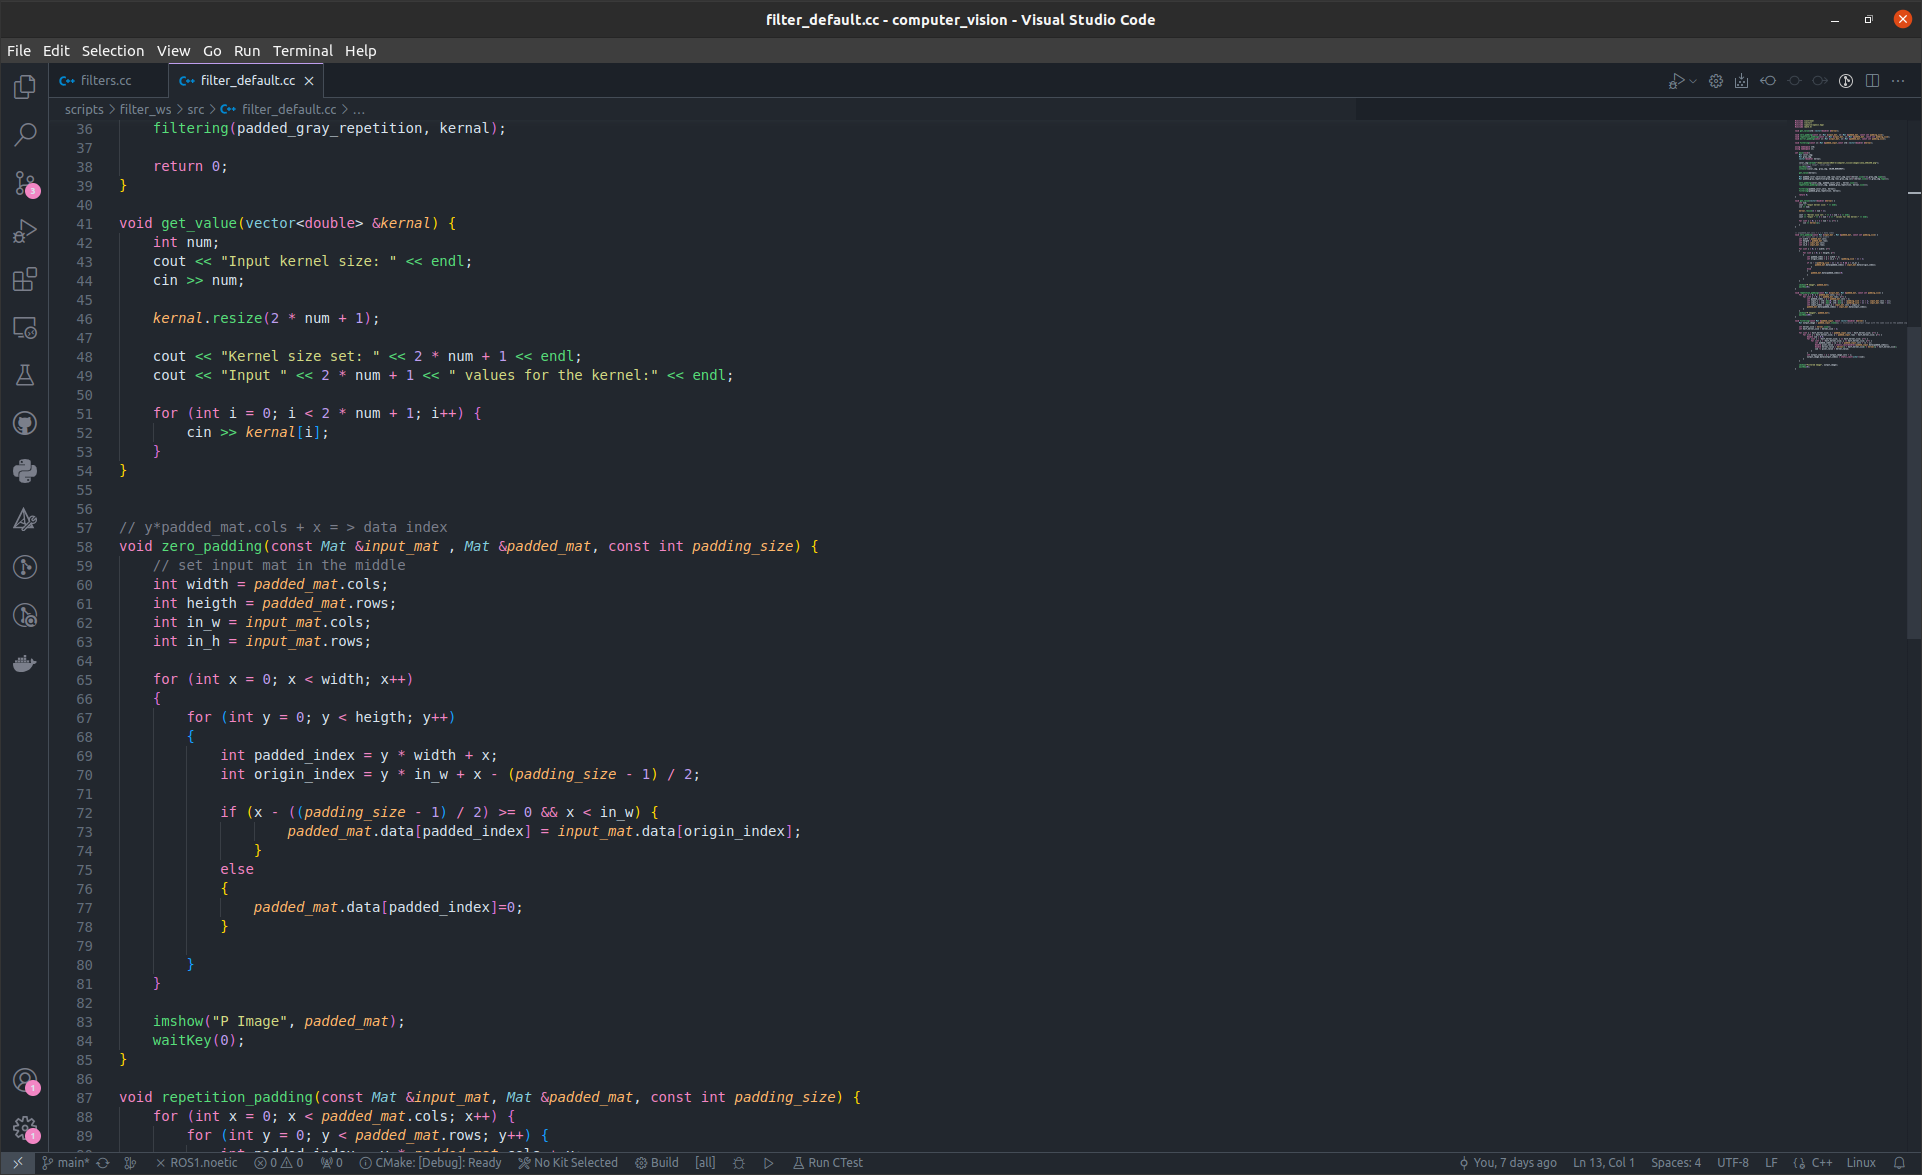 filter_default.cc - computer_vision - Visual Studio Code
File Edit Selection View Go Run Terminal Help
filters.cc
filter_default.cc
scripts > filter_ws > src > filter_default.cc > ...
36 filtering(padded_gray_repetition, kernal);
37
38 return 0;
39 }
40
41 void get_value(vector<double> &kernal) {
42 int num;
43 cout << "Input kernel size: " << endl;
44 cin >> num;
45
46 kernal.resize(2 * num + 1);
47
48 cout << "Kernel size set: " << 2 * num + 1 << endl;
49 cout << "Input " << 2 * num + 1 << " values for the kernel:" << endl;
50
51 for (int i = 0; i < 2 * num + 1; i++) {
52 cin >> kernal[i];
53 }
54 }
55
56
57 // y*padded_mat.cols + x = > data index
58 void zero_padding(const Mat &input_mat , Mat &padded_mat, const int padding_size) {
59 // set input mat in the middle
60 int width = padded_mat.cols;
61 int heigth = padded_mat.rows;
62 int in_w = input_mat.cols;
63 int in_h = input_mat.rows;
64
65 for (int x = 0; x < width; x++)
66 {
67 for (int y = 0; y < heigth; y++)
68 {
69 int padded_index = y * width + x;
70 int origin_index = y * in_w + x - (padding_size - 1) / 2;
71
72 if (x - ((padding_size - 1) / 2) >= 0 && x < in_w) {
73 padded_mat.data[padded_index] = input_mat.data[origin_index];
74 }
75 else
76 {
77 padded_mat.data[padded_index]=0;
78 }
79
80 }
81 }
82
83 imshow("P Image", padded_mat);
84 waitKey(0);
85 }
86
87 void repetition_padding(const Mat &input_mat, Mat &padded_mat, const int padding_size) {
88 for (int x = 0; x < padded_mat.cols; x++) {
89 for (int y = 0; y < padded_mat.rows; y++) {
3
1
1
main* ROS1.noetic 0 0 0 CMake: [Debug]: Ready No Kit Selected Build [all] Run CTest You, 7 days ago Ln 13, Col 1 Spaces: 4 UTF-8 LF C++ Linux